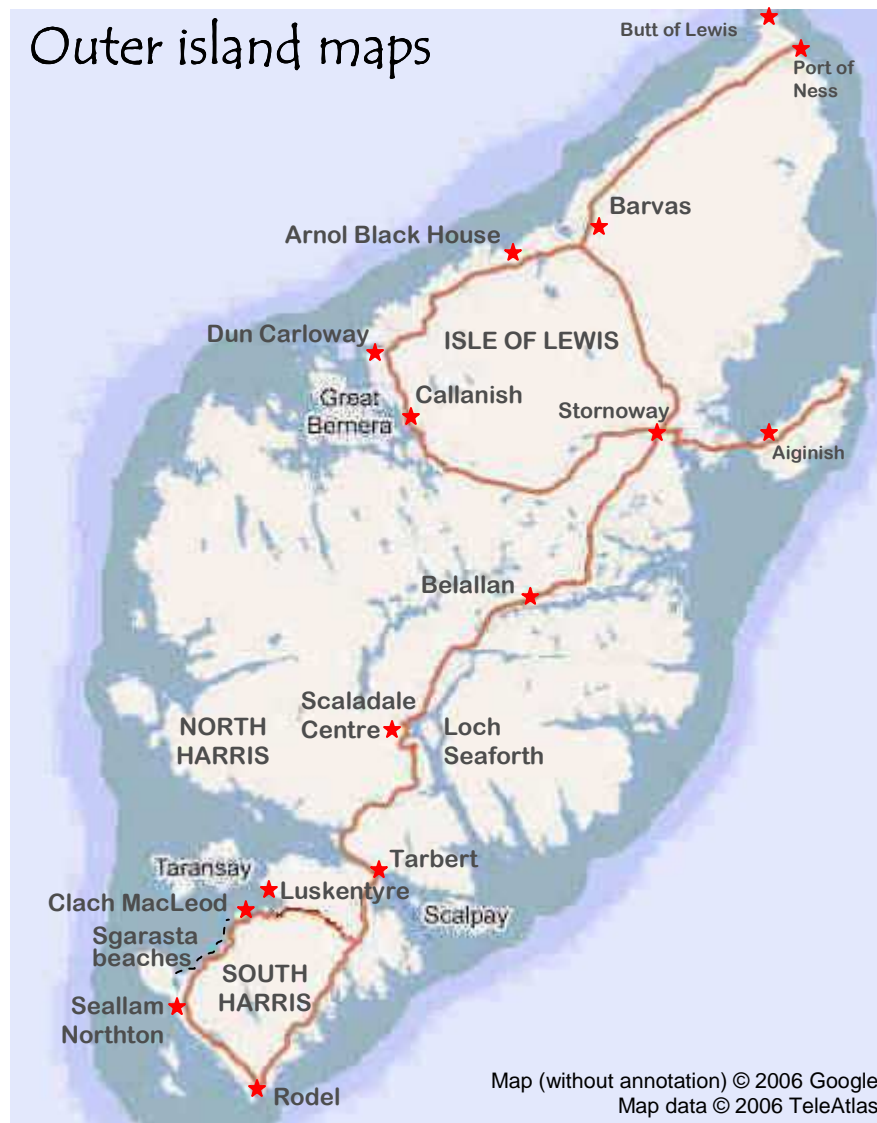 Outer island maps
Butt of Lewis
Port of
Ness
Barvas
Arnol Black House
Dun Carloway
ISLE OF LEWIS
Great
Bernera
Callanish
Stornoway
Aiginish
Belallan
Scaladale
Centre
NORTH
HARRIS
Loch
Seaforth
Tarbert
Taransay
Luskentyre
Clach MacLeod
Scalpay
Sgarasta
beaches
SOUTH
HARRIS
Seallam
Northton
Rodel
Map (without annotation) © 2006 Google
Map data © 2006 TeleAtlas